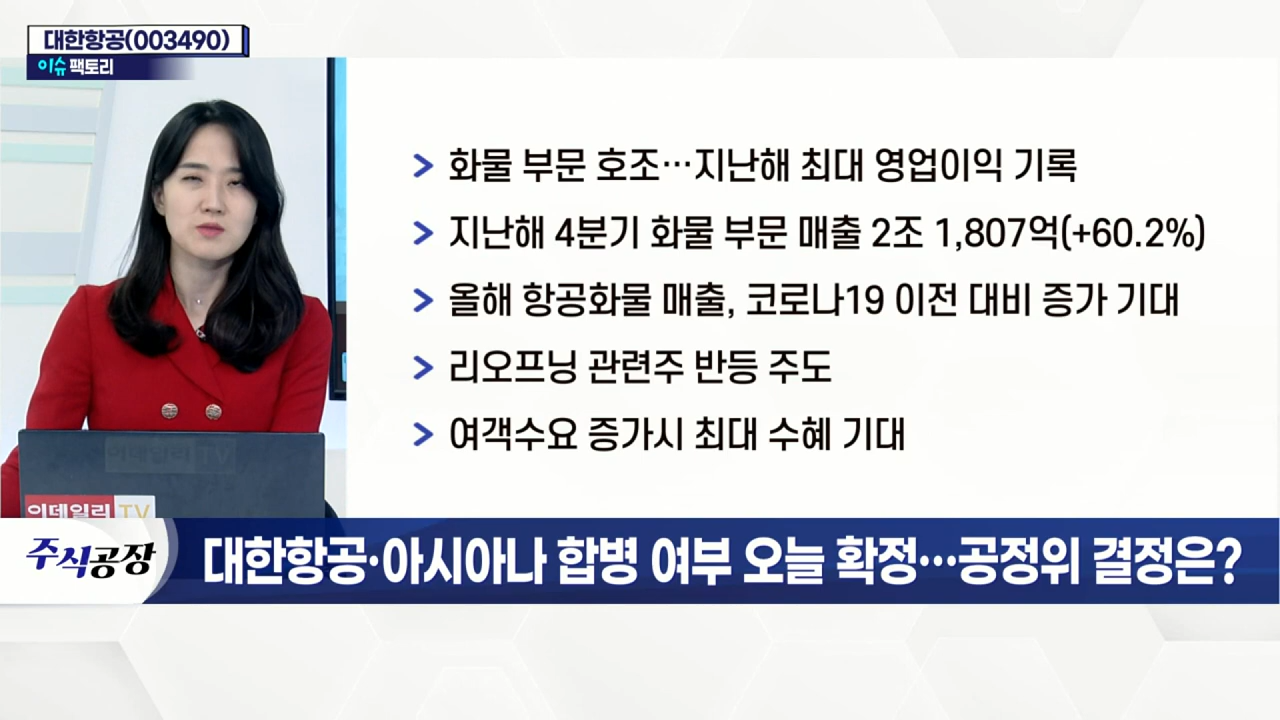 대한항공(003490)
이슈 팩토리
> 화물 부문 호조…지난해 최대 영업이익 기록
> 지난해 4분기 화물 부문 매출 2조 1,807억(+60.2%)
> 올해 항공화물 매출, 코로나19 이전 대비 증가 기대
> 리오프닝 관련주 반등 주도
> 여객수요 증가시 최대 수혜 기대
이데일리 TV
이데일리 TV
주식공장
대한항공·아시아나 합병 여부 오늘 확정…공정위 결정은?